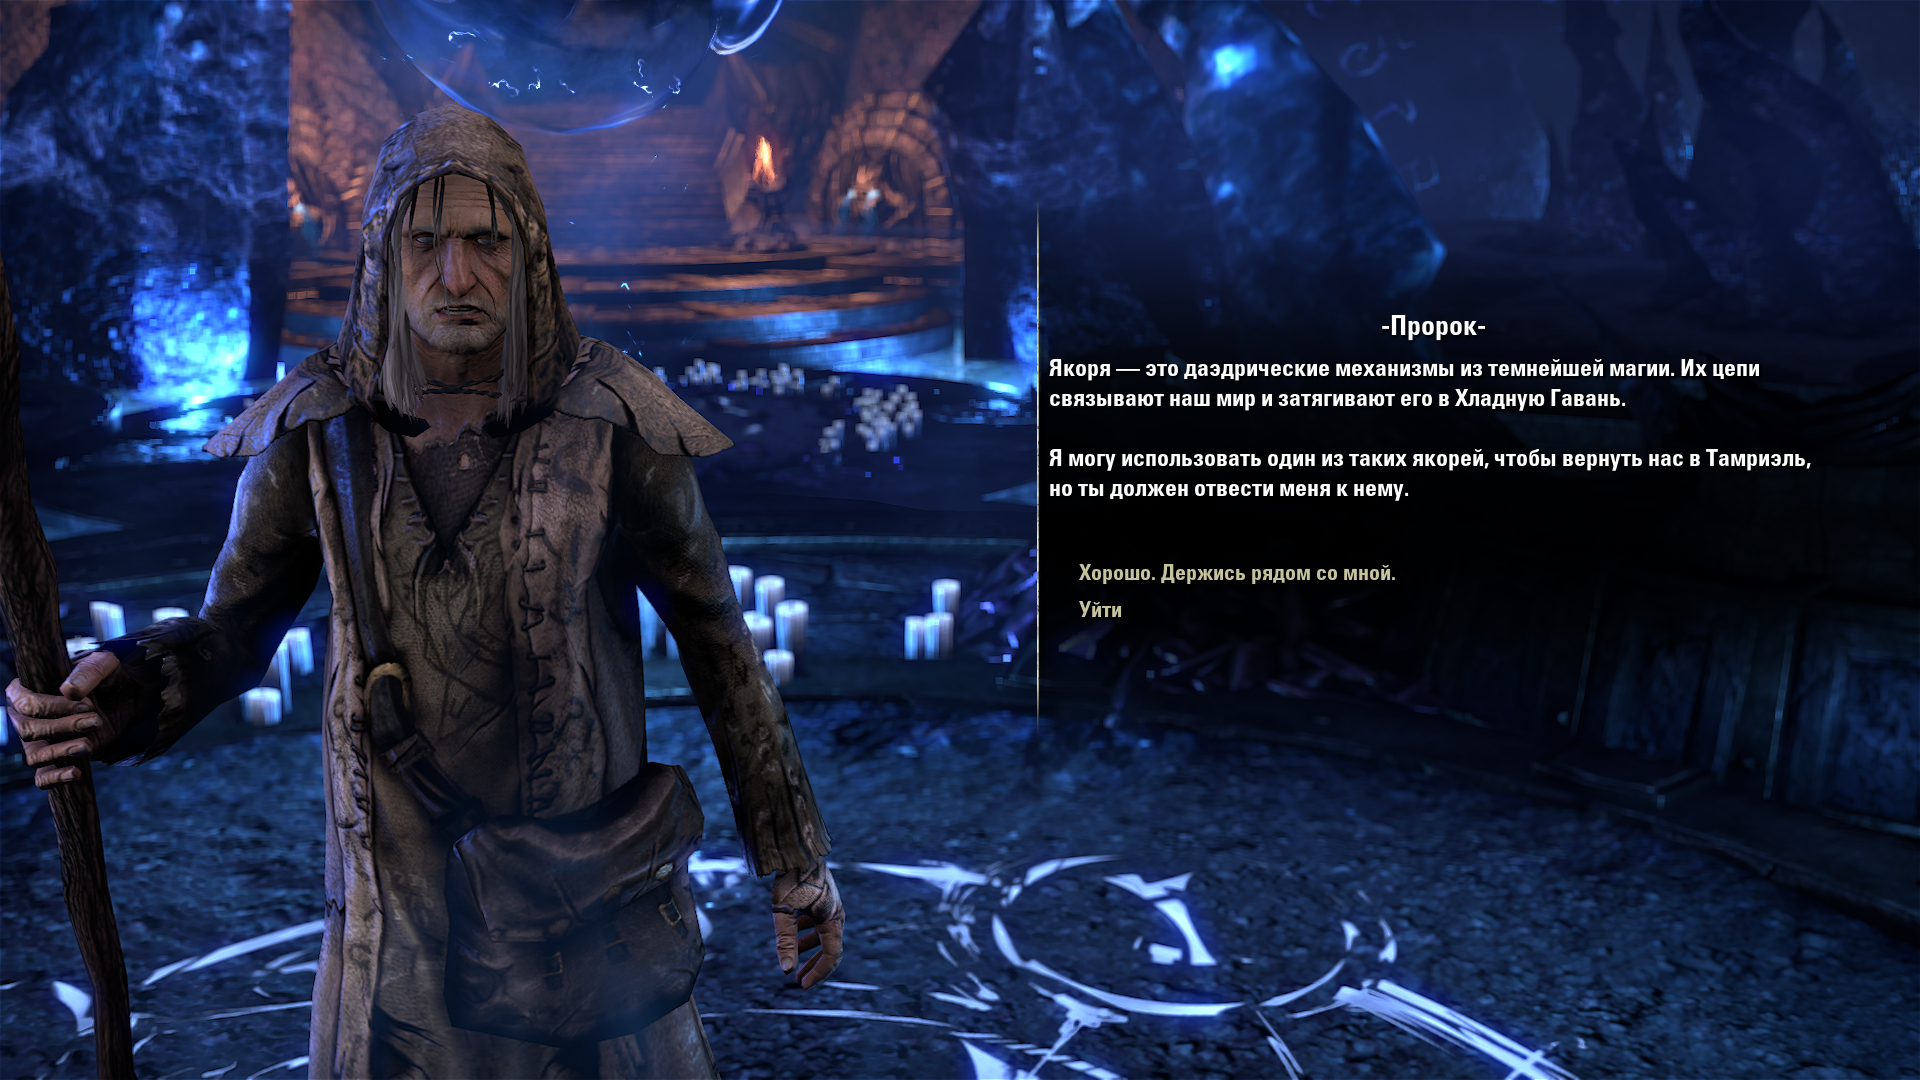 -Пророк-
Якоря — это даэдрические механизмы из темнейшей магии. Их цепи
связывают наш мир и затягивают его в Хладную Гавань.
Я могу использовать один из таких якорей, чтобы вернуть нас в Тамриэль,
но ты должен отвести меня к нему.
Хорошо. Держись рядом со мной.
Уйти